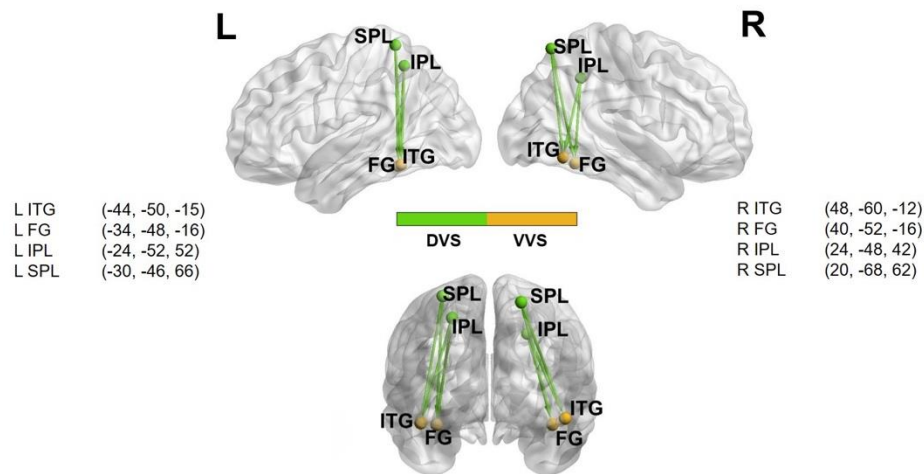 L
R
SPL
IPL
ITG
FG
SPL
IPL
ITG
FG
L ITG (-44, -50, -15)
L FG (-34, -48, -16)
L IPL (-24, -52, 52)
L SPL (-30, -46, 66)
DVS VVS
R ITG (48, -60, -12)
R FG (40, -52, -16)
R IPL (24, -48, 42)
R SPL (20, -68, 62)
SPL
IPL
ITG
FG
SPL
IPL
ITG
FG